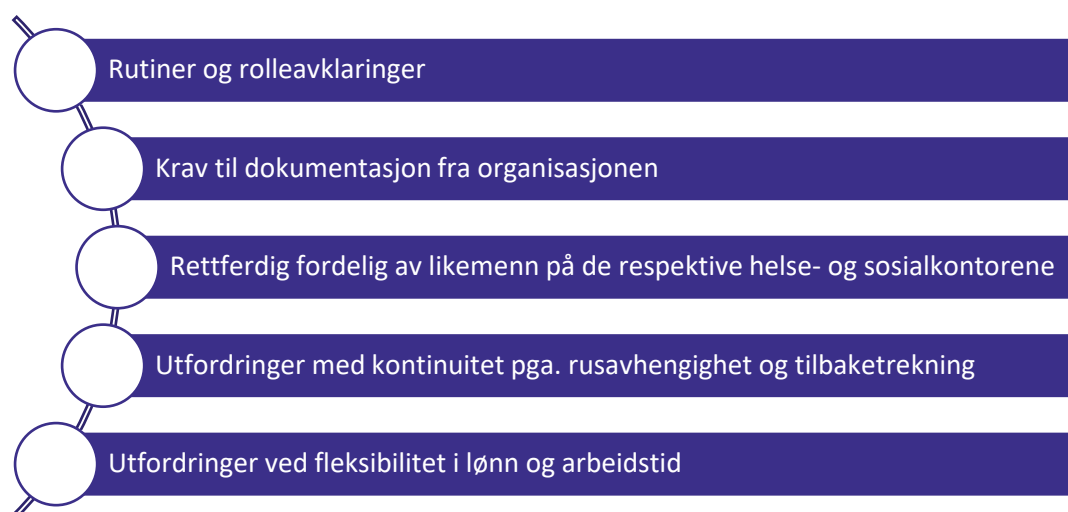 Rutiner og rolleavklaringer
Krav til dokumentasjon fra organisasjonen
Rettferdig fordelig av likemenn på de respektive helse- og sosialkontorene
Utfordringer med kontinuitet pga. rusavhengighet og tilbaketrekning
Utfordringer ved fleksibilitet i lønn og arbeidstid